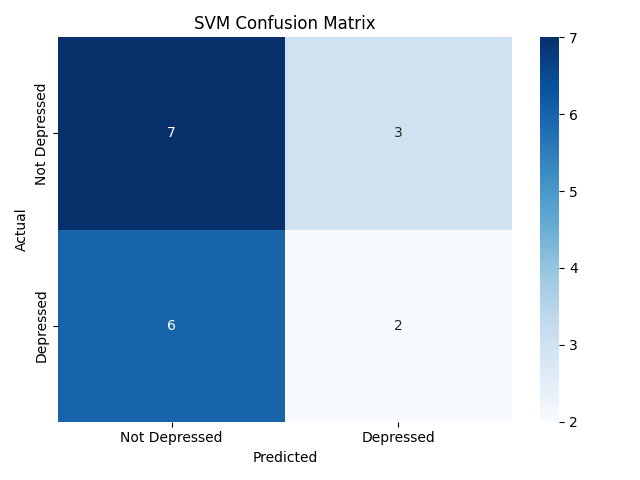 SVM Confusion Matrix
Actual
Not Depressed
Depressed
7
3
6
2
Not Depressed
Depressed
Predicted
7
6
5
4
3
2